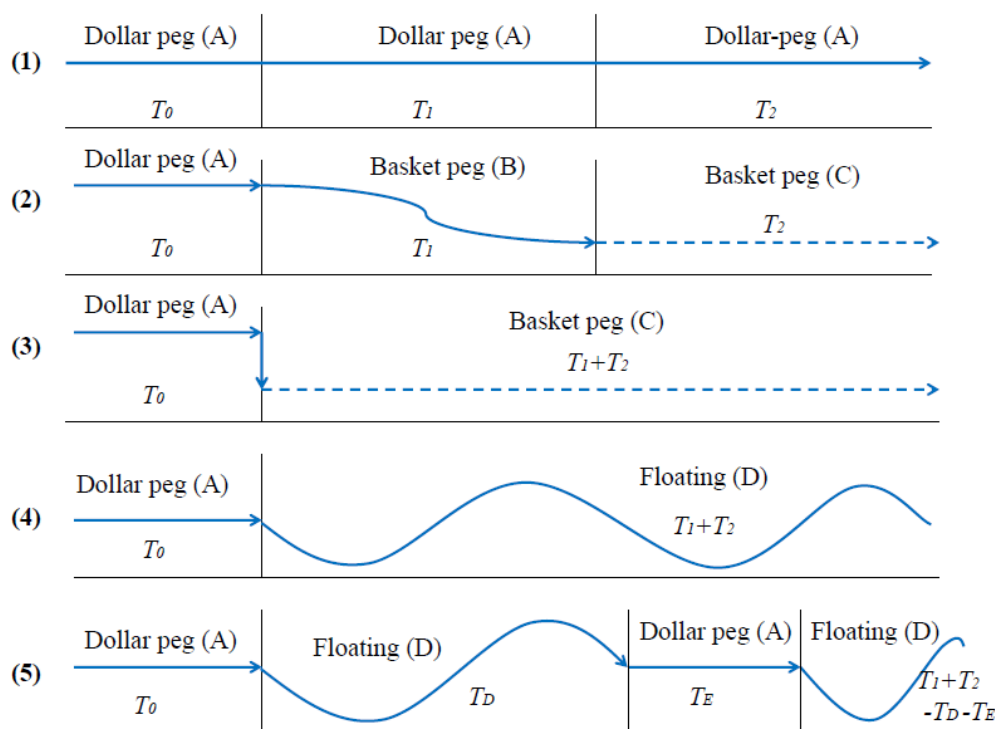 Dollar peg (A) Dollar peg (A) Dollar-peg (A)
(1)
T0 T1 T2
Dollar peg (A) Basket peg (B) Basket peg (C)
(2)
T0 T1 T2
Dollar peg (A) Basket peg (C)
(3)
T0 T1+T2
Dollar peg (A) Floating (D)
(4)
T0 T1+T2
Dollar peg (A) Floating (D) Dollar peg (A) Floating (D)
(5)
T0 TD TE T1+T2
-TD-TE